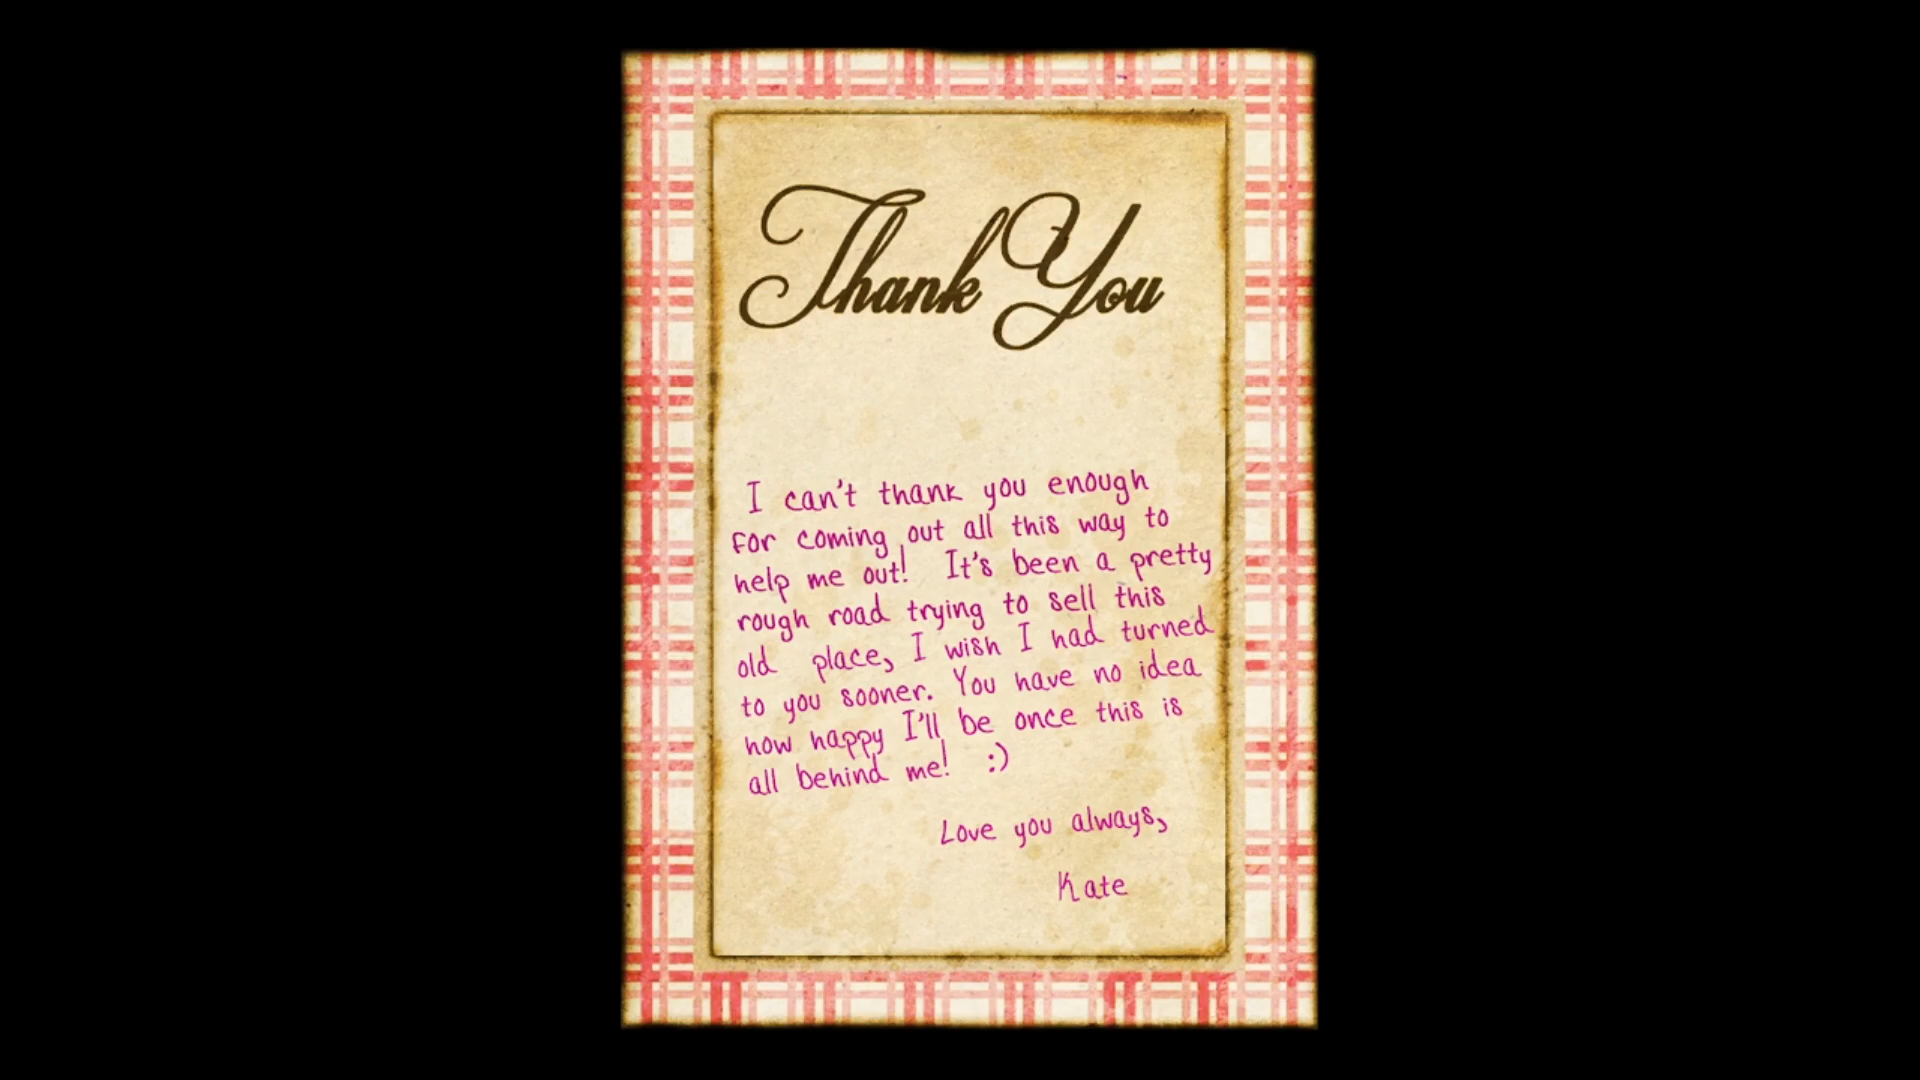 Thank You
I can't thank you enough
for coming out all this way to
help me out! It's been a pretty
rough road trying to sell this
old place, I wish I had turned
to you sooner. You have no idea
how happy I'll be once this is
all behind me! :)
Love you always,
Kate